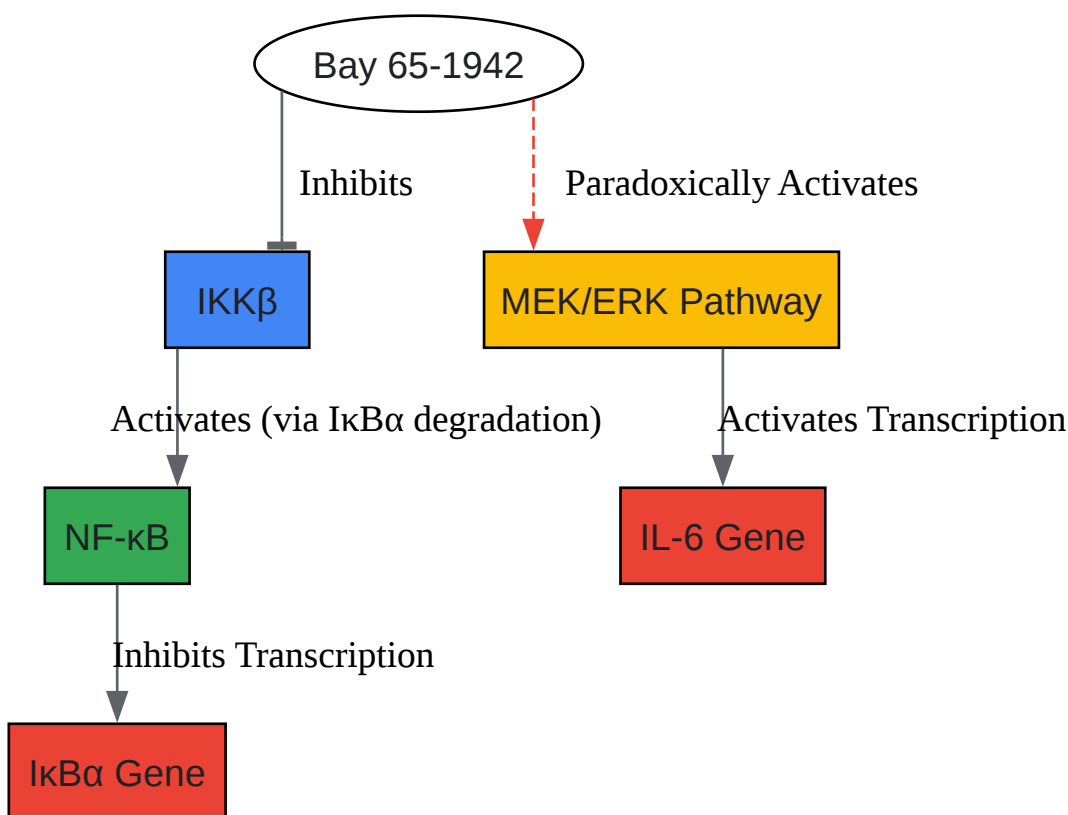 Bay 65-1942
Inhibits
Paradoxically Activates
IKKβ
MEK/ERK Pathway
Activates (via IκBα degradation)
Activates Transcription
NF-κB
IL-6 Gene
Inhibits Transcription
IκBα Gene